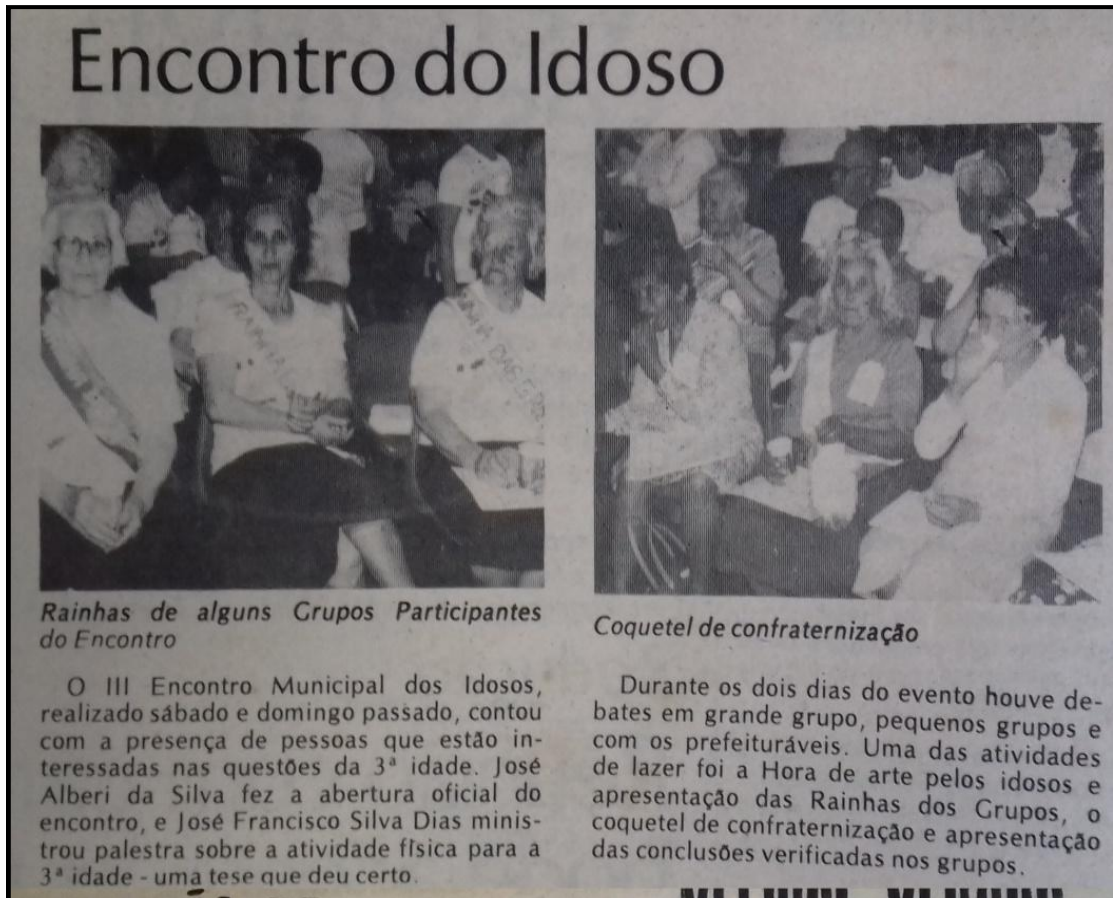 Encontro do Idoso
RAINHA
RAINHA DA
Rainhas de alguns Grupos Participantes
do Encontro
O III Encontro Municipal dos Idosos,
realizado sábado e domingo passado, contou
com a presença de pessoas que estão in-
teressadas nas questões da 3ª idade. José
Alberi da Silva fez a abertura oficial do
encontro, e José Francisco Silva Dias minis-
trou palestra sobre a atividade física para a
3ª idade - uma tese que deu certo.
Coquetel de confraternização
Durante os dois dias do evento houve de-
bates em grande grupo, pequenos grupos e
com os prefeituráveis. Uma das atividades
de lazer foi a Hora de arte pelos idosos e
apresentação das Rainhas dos Grupos, o
coquetel de confraternização e apresentação
das conclusões verificadas nos grupos.